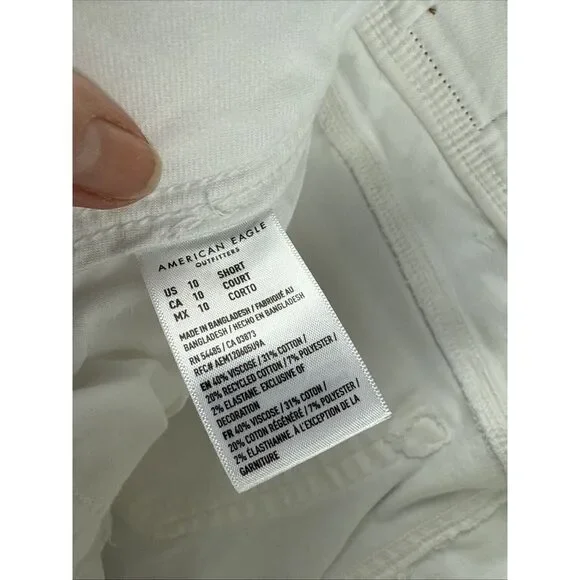 AMERICAN EAGLE
OUTFITTERS
US 10 SHORT
CA 10 COURT
MX 10 CORTO
MADE IN BANGLADESH / FABRIQUÉ AU
BANGLADESH / HECHO EN BANGLADESH
RN 54485 / CA 03873
RFC# AEM120605U9A
EN 40% VISCOSE / 31% COTTON /
20% RECYCLED COTTON / 7% POLYESTER /
2% ELASTANE. EXCLUSIVE OF
DECORATION
FR 40% VISCOSE / 31% COTON /
20% COTON RÉGÉNÉRÉ / 7% POLYESTER /
2% ÉLASTHANNE. À L'EXCEPTION DE LA
GARNITURE